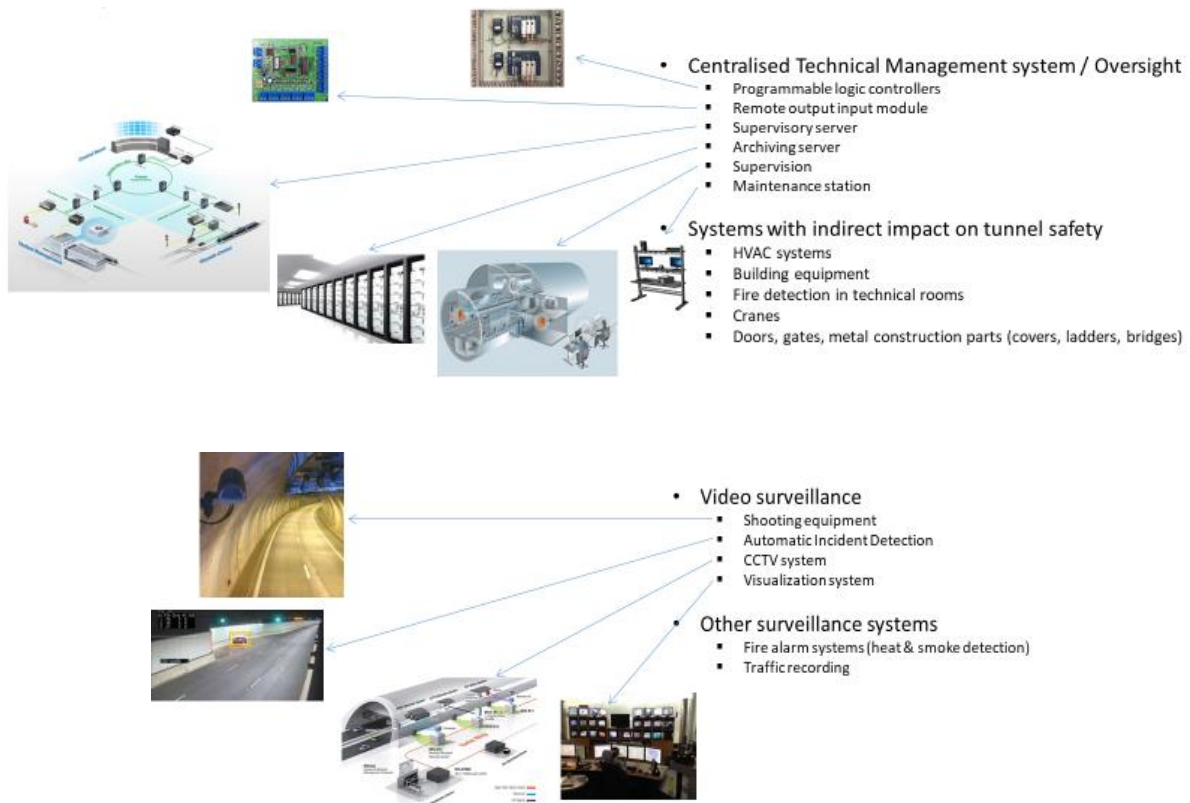 Centralised Technical Management system / Oversight
Programmable logic controllers
Remote output input module
Supervisory server
Archiving server
Supervision
Maintenance station
Systems with indirect impact on tunnel safety
HVAC systems
Building equipment
Fire detection in technical rooms
Cranes
Doors, gates, metal construction parts (covers, ladders, bridges)
Video surveillance
Shooting equipment
Automatic Incident Detection
CCTV system
Visualization system
Other surveillance systems
Fire alarm systems (heat & smoke detection)
Traffic recording